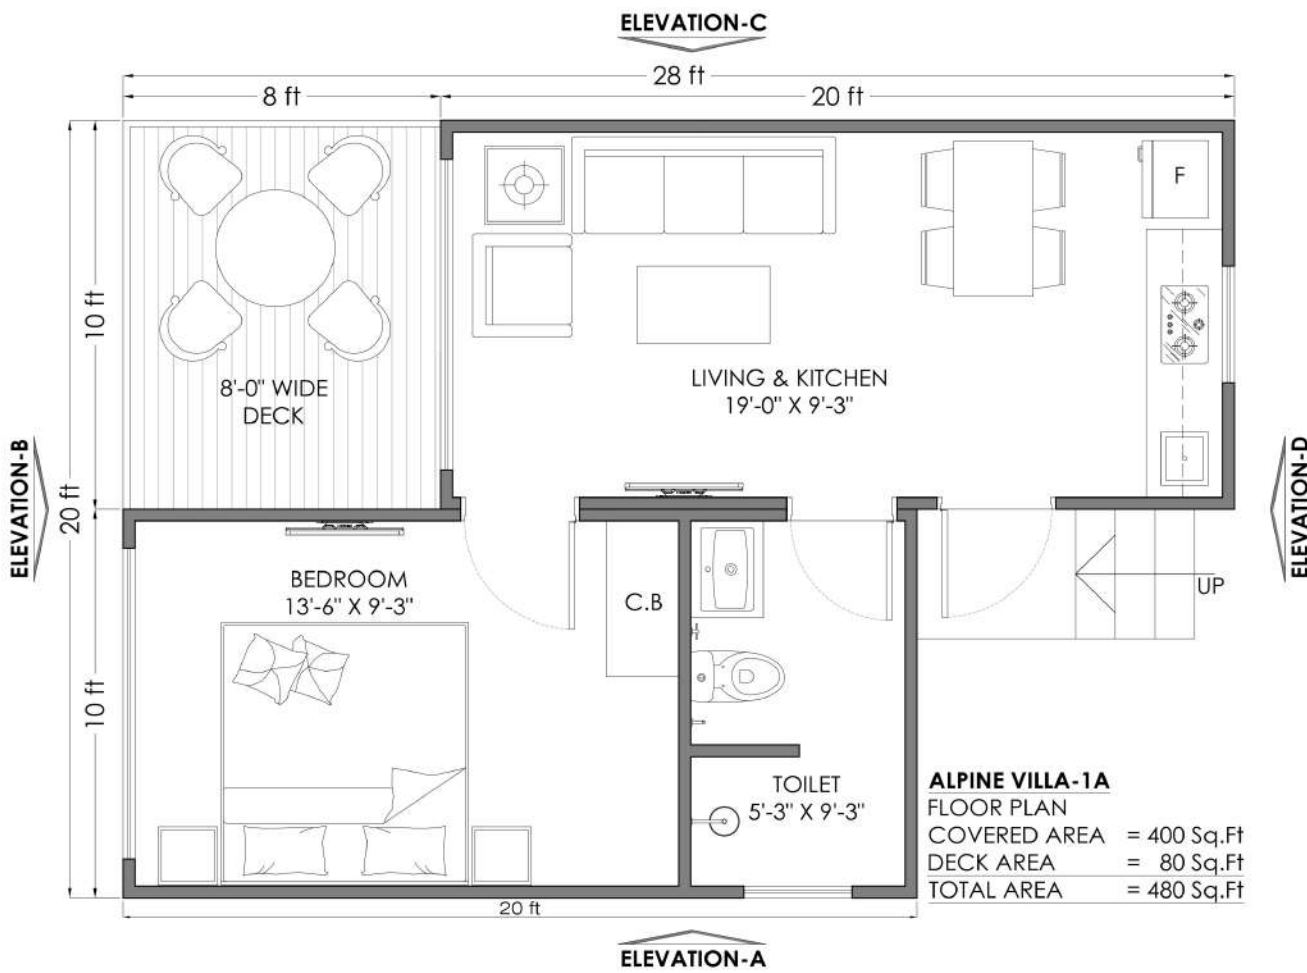 ELEVATION-C
28 ft
8 ft
20 ft
10 ft
F
8'-0" WIDE
DECK
LIVING & KITCHEN
19'-0" X 9'-3"
ELEVATION-B
20 ft
ELEVATION-D
BEDROOM
13'-6" X 9'-3"
C.B
UP
10 ft
TOILET
5'-3" X 9'-3"
ALPINE VILLA-1A
FLOOR PLAN
COVERED AREA = 400 Sq.Ft
DECK AREA = 80 Sq.Ft
TOTAL AREA = 480 Sq.Ft
20 ft
ELEVATION-A